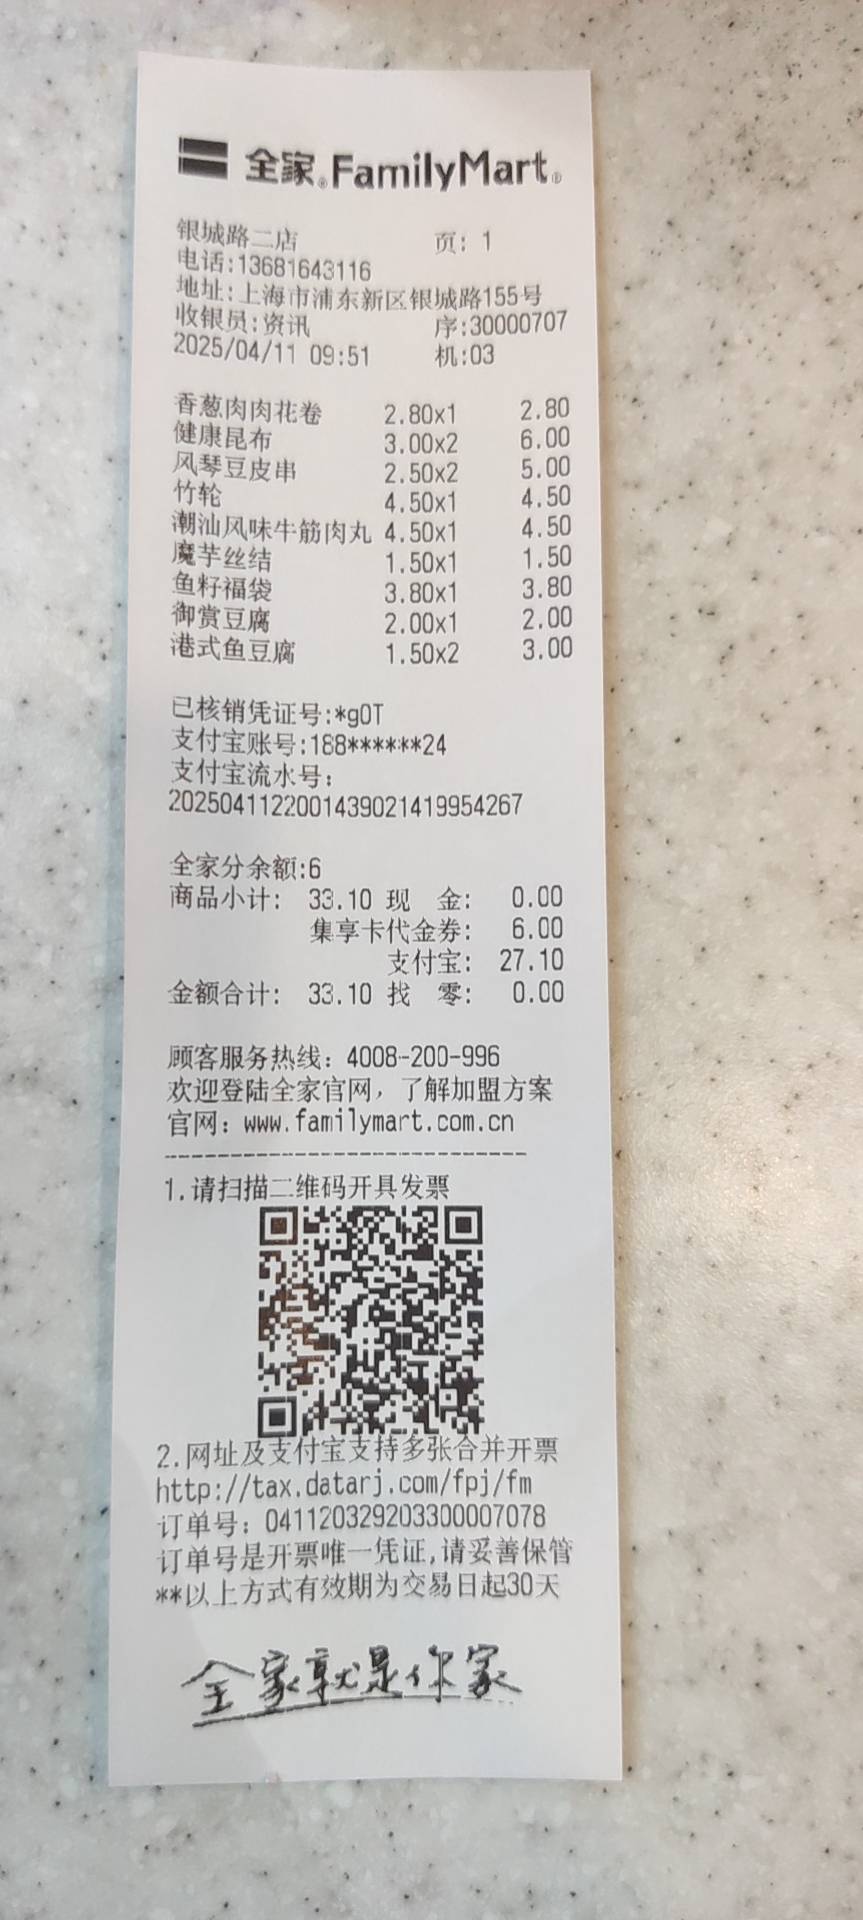 全家 FamilyMart
银城路二店 页: 1
电话:13681643116
地址:上海市浦东新区银城路155号
收银员:资讯 序:30000707
2025/04/11 09:51 机:03
香葱肉肉花卷 2.80x1 2.80
健康昆布 3.00x2 6.00
风琴豆皮串 2.50x2 5.00
竹轮 4.50x1 4.50
潮汕风味牛筋肉丸 4.50x1 4.50
魔芋丝结 1.50x1 1.50
鱼籽福袋 3.80x1 3.80
御赏豆腐 2.00x1 2.00
港式鱼豆腐 1.50x2 3.00
已核销凭证号:*g0T
支付宝账号:188******24
支付宝流水号:
2025041122001439021419954267
全家分余额:6
商品小计: 33.10 现 金: 0.00
集享卡代金券: 6.00
支付宝: 27.10
金额合计: 33.10 找 零: 0.00
顾客服务热线: 4008-200-996
欢迎登陆全家官网，了解加盟方案
官网: www.familymart.com.cn
1.请扫描二维码开具发票
2.网址及支付宝支持多张合并开票
http://tax.datarj.com/fpj/fm
订单号: 0411203292033000070​78
订单号是开票唯一凭证,请妥善保管
**以上方式有效期为交易日起30天
全家就是你家